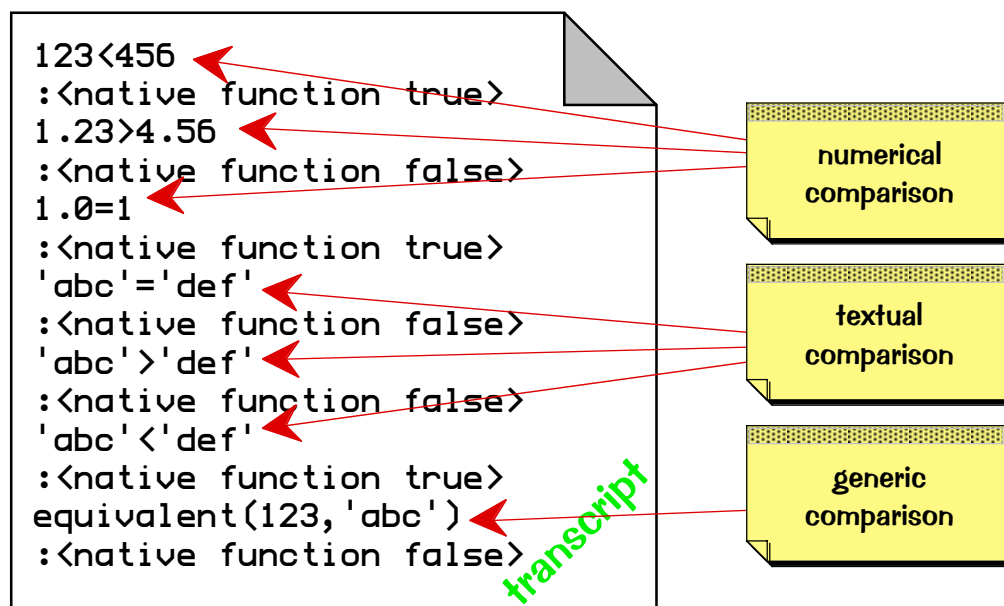 123<456
:<native function true>
1.23>4.56
:<native function false>
1.0=1
:<native function true>
'abc'='def'
:<native function false>
'abc'>'def'
:<native function false>
'abc'<'def'
:<native function true>
equivalent(123,'abc')
:<native function false>
transcript
numerical
comparison
textual
comparison
generic
comparison